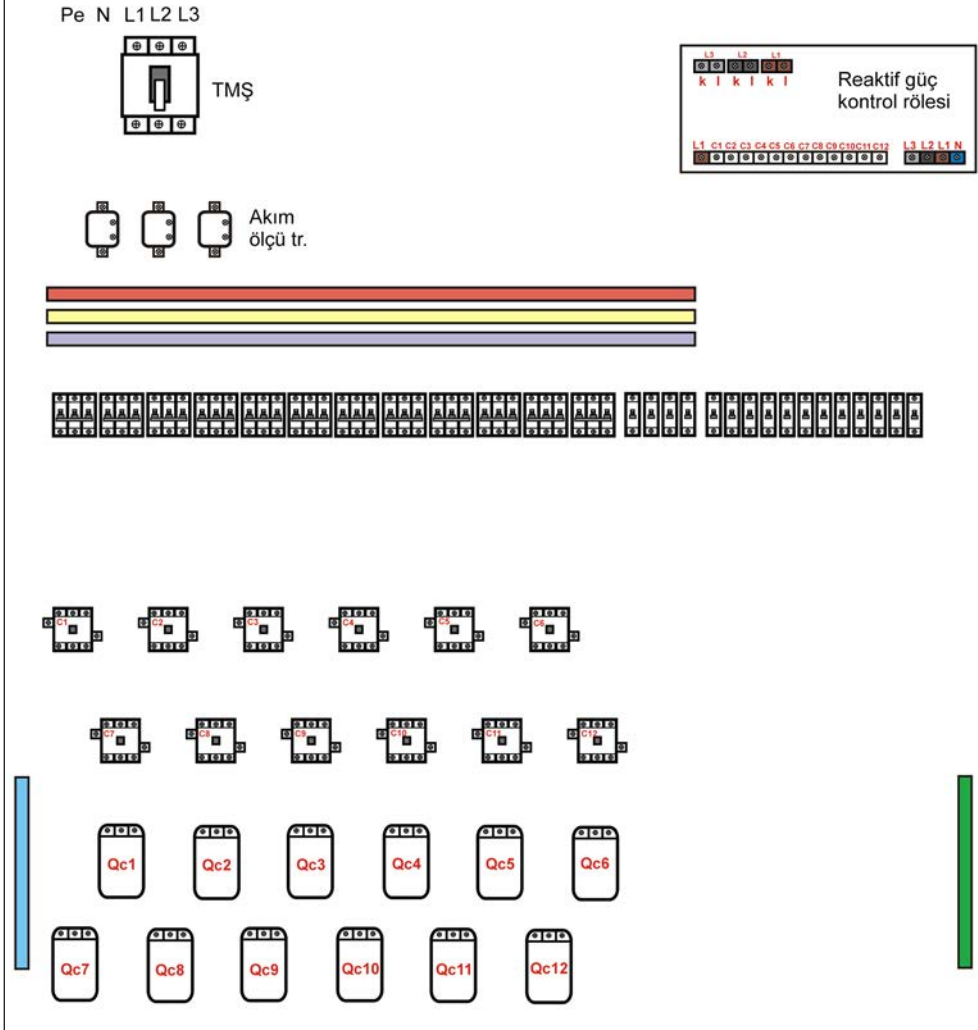 Pe N L1 L2 L3
TMŞ
L3 L2 L1
k l k l k l
Reaktif güç
kontrol rölesi
L1 C1 C2 C3 C4 C5 C6 C7 C8 C9 C10 C11 C12 L3 L2 L1 N
Akım
ölçü tr.
C1 C2 C3 C4 C5 C6
C7 C8 C9 C10 C11 C12
Qc1 Qc2 Qc3 Qc4 Qc5 Qc6
Qc7 Qc8 Qc9 Qc10 Qc11 Qc12